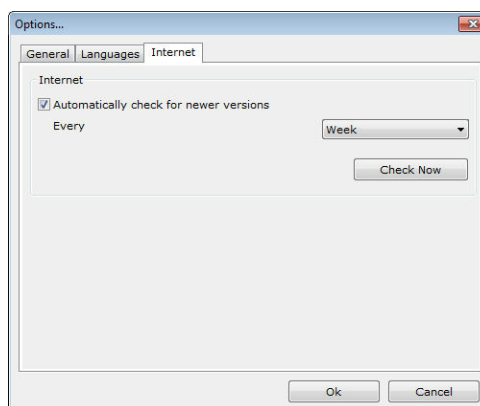 Options...
General Languages Internet
Internet
Automatically check for newer versions
Every Week
Check Now
Ok Cancel